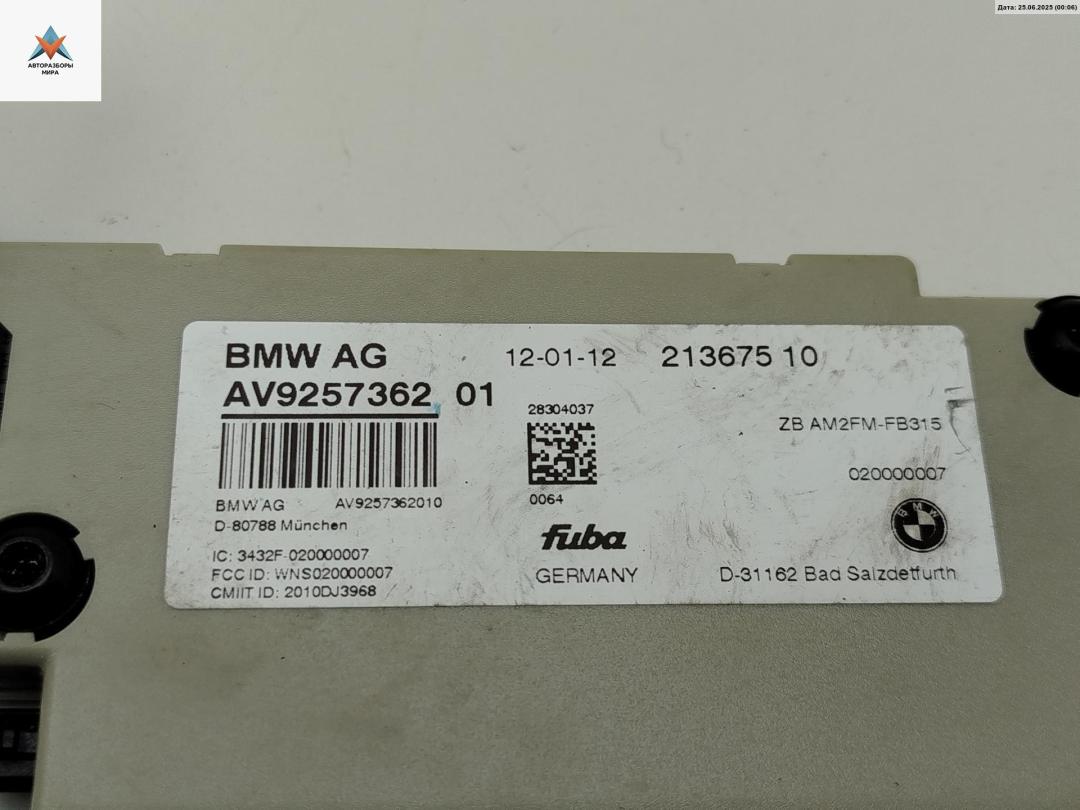 Дата: 25.06.2025 (00:06)
АВТОРАЗБОРЫ
МИРА
BMW AG 12-01-12 213675 10
AV9257362 01
28304037
ZB AM2FM-FB315
020000007
0064
BMW AG AV9257362010
D-80788 München
fuba
BMW
IC: 3432F-020000007
FCC ID: WNS020000007
CMIIT ID: 2010DJ3968
GERMANY D-31162 Bad Salzdetfurth